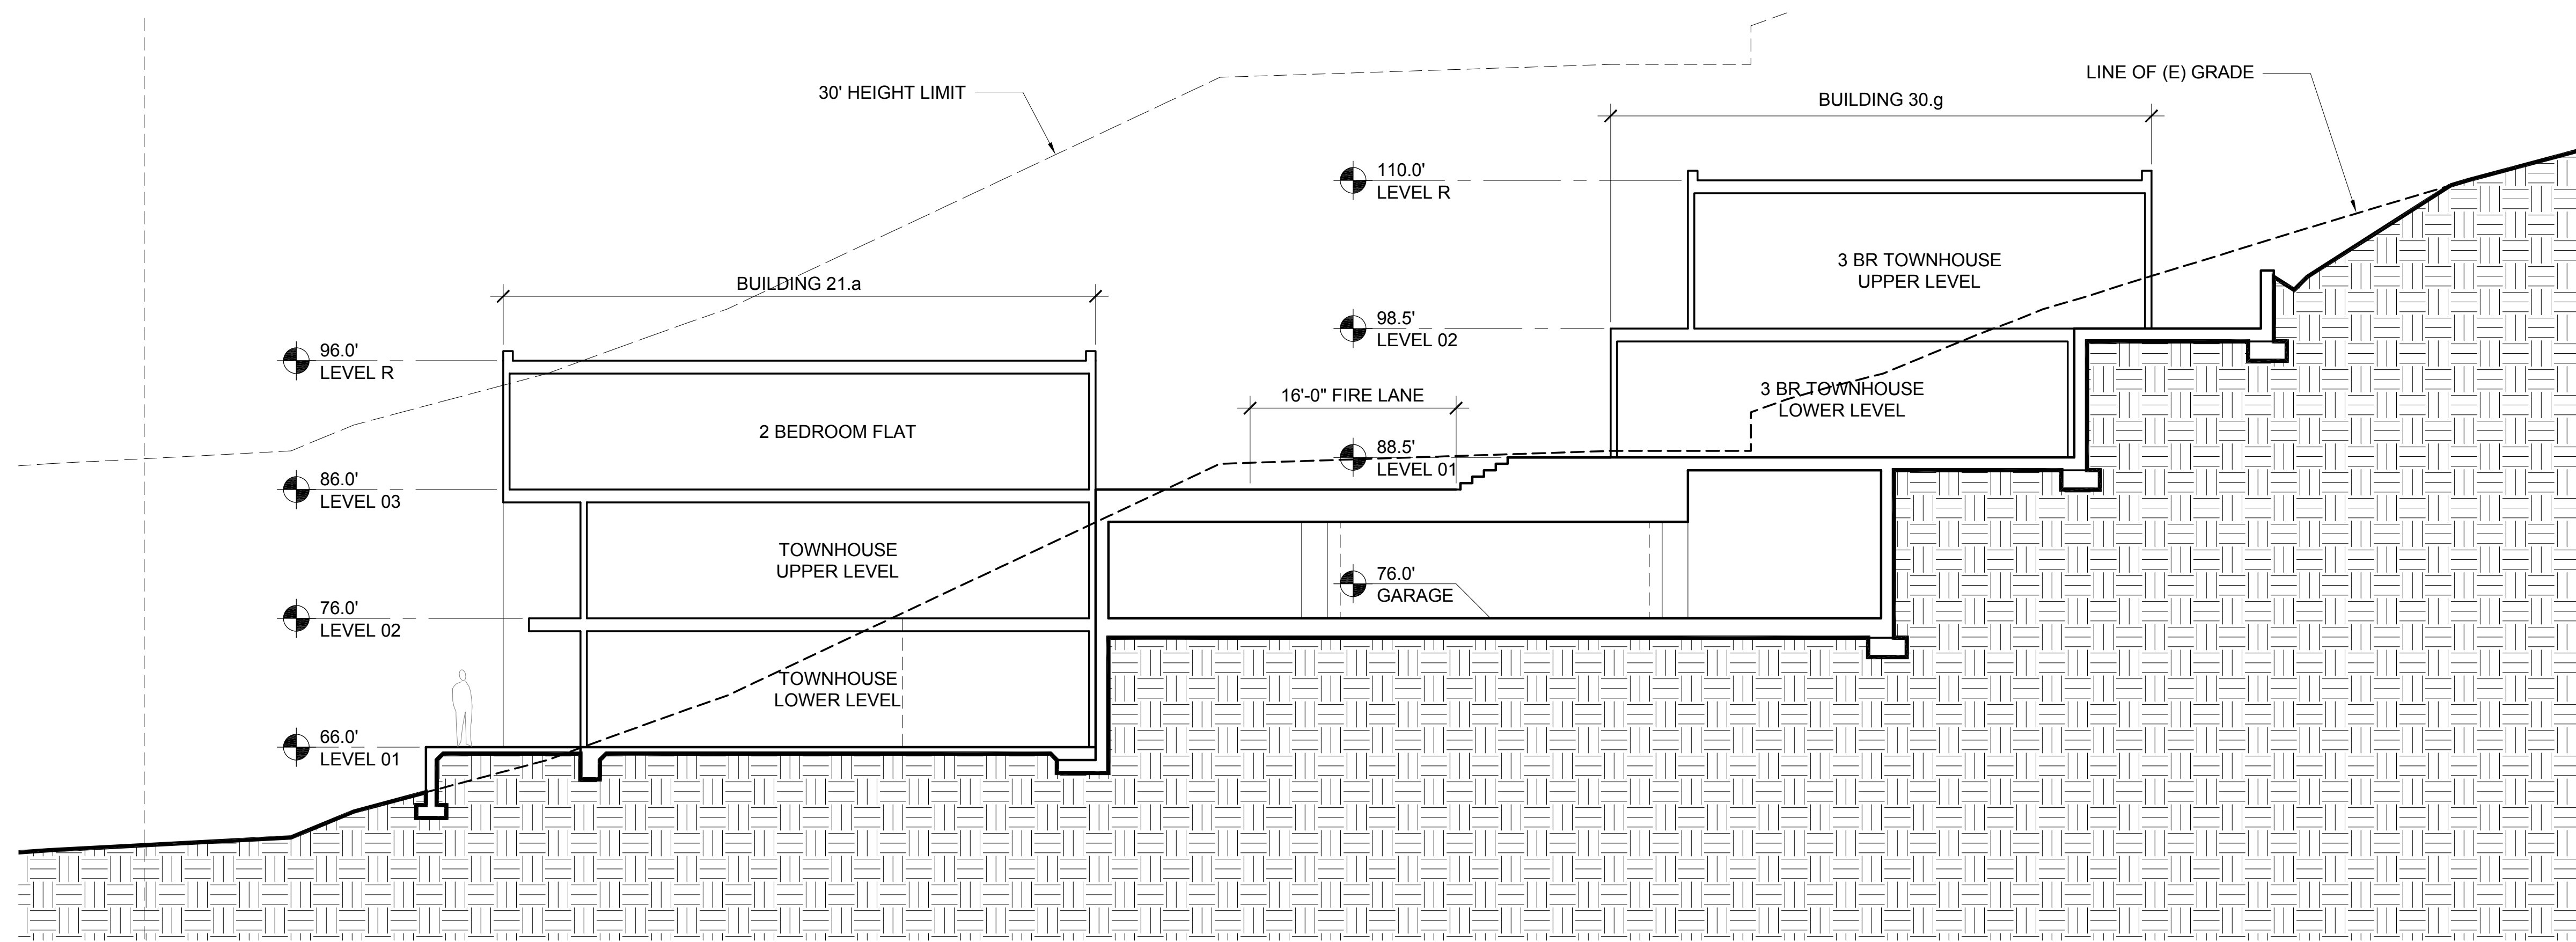 30' HEIGHT LIMIT
LINE OF (E) GRADE
BUILDING 30.g
110.0'
LEVEL R
3 BR TOWNHOUSE
UPPER LEVEL
BUILDING 21.a
98.5'
LEVEL 02
96.0'
LEVEL R
16'-0" FIRE LANE
3 BR TOWNHOUSE
LOWER LEVEL
2 BEDROOM FLAT
88.5'
LEVEL 01
86.0'
LEVEL 03
TOWNHOUSE
UPPER LEVEL
76.0'
GARAGE
76.0'
LEVEL 02
TOWNHOUSE
LOWER LEVEL
66.0'
LEVEL 01